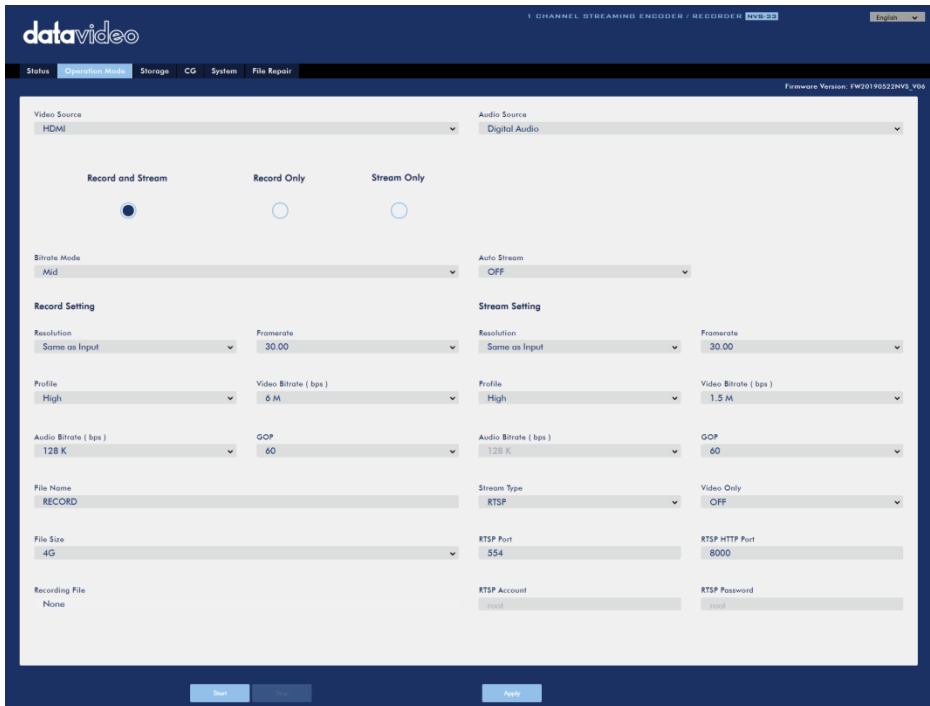 1 CHANNEL STREAMING ENCODER / RECORDER NVS-33
English
datavideo
Status Operation Mode Storage CG System File Repair
Firmware Version: FW20190522NVS_V06
Video Source Audio Source
HDMI Digital Audio
Record and Stream Record Only Stream Only
Bitrate Mode Auto Stream
Mid OFF
Record Setting Stream Setting
Resolution Framerate Resolution Framerate
Same as Input 30.00 Same as Input 30.00
Profile Video Bitrate ( bps ) Profile Video Bitrate ( bps )
High 6 M High 1.5 M
Audio Bitrate ( bps ) GOP Audio Bitrate ( bps ) GOP
128 K 60 128 K 60
File Name Stream Type Video Only
RECORD RTSP OFF
File Size RTSP Port RTSP HTTP Port
4G 554 8000
Recording File RTSP Account RTSP Password
None root root
Start Stop Apply